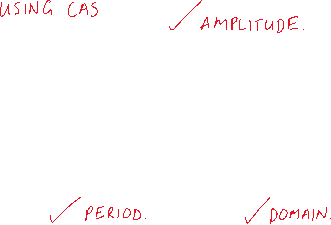 USING CAS
✓ AMPLITUDE.
✓ PERIOD.
✓ DOMAIN.